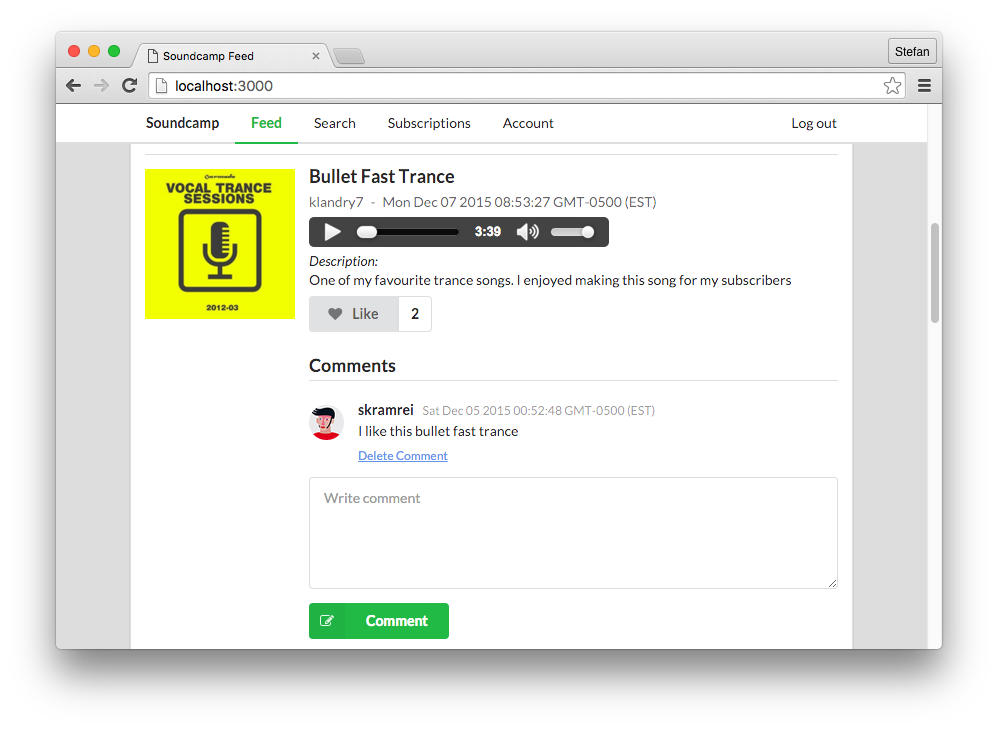 Soundcamp Feed
Stefan
localhost:3000
Soundcamp Feed Search Subscriptions Account Log out
VOCAL TRANCE
SESSIONS
2012-03
Bullet Fast Trance
klandry7 - Mon Dec 07 2015 08:53:27 GMT-0500 (EST)
3:39
Description:
One of my favourite trance songs. I enjoyed making this song for my subscribers
Like 2
Comments
skramrei Sat Dec 05 2015 00:52:48 GMT-0500 (EST)
I like this bullet fast trance
Delete Comment
Write comment
Comment